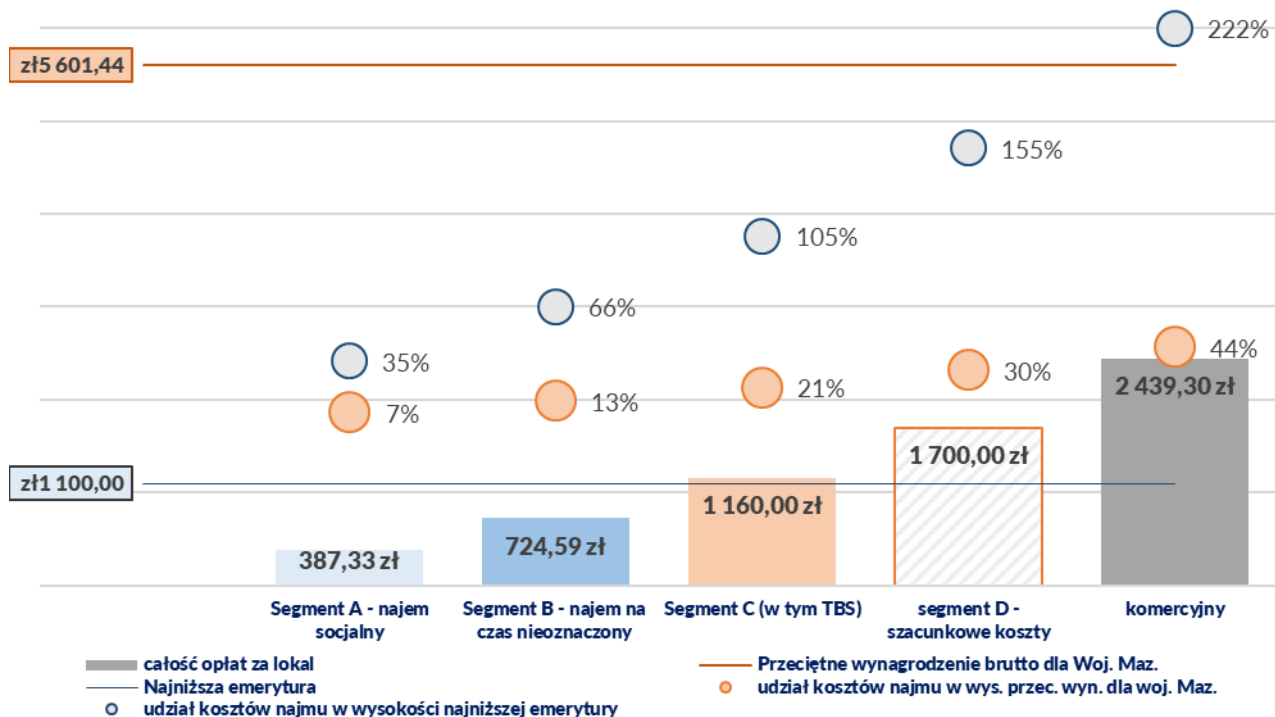 222%
zł5 601,44
155%
105%
66%
35%
44%
30%
21%
13%
7%
2 439,30 zł
1 700,00 zł
zł1 100,00
1 160,00 zł
724,59 zł
387,33 zł
Segment A - najem
socjalny
Segment B - najem na
czas nieoznaczony
Segment C (w tym TBS)
segment D -
szacunkowe koszty
komercyjny
całość opłat za lokal
Przeciętne wynagrodzenie brutto dla Woj. Maz.
Najniższa emerytura
udział kosztów najmu w wys. przec. wyn. dla woj. Maz.
udział kosztów najmu w wysokości najniższej emerytury